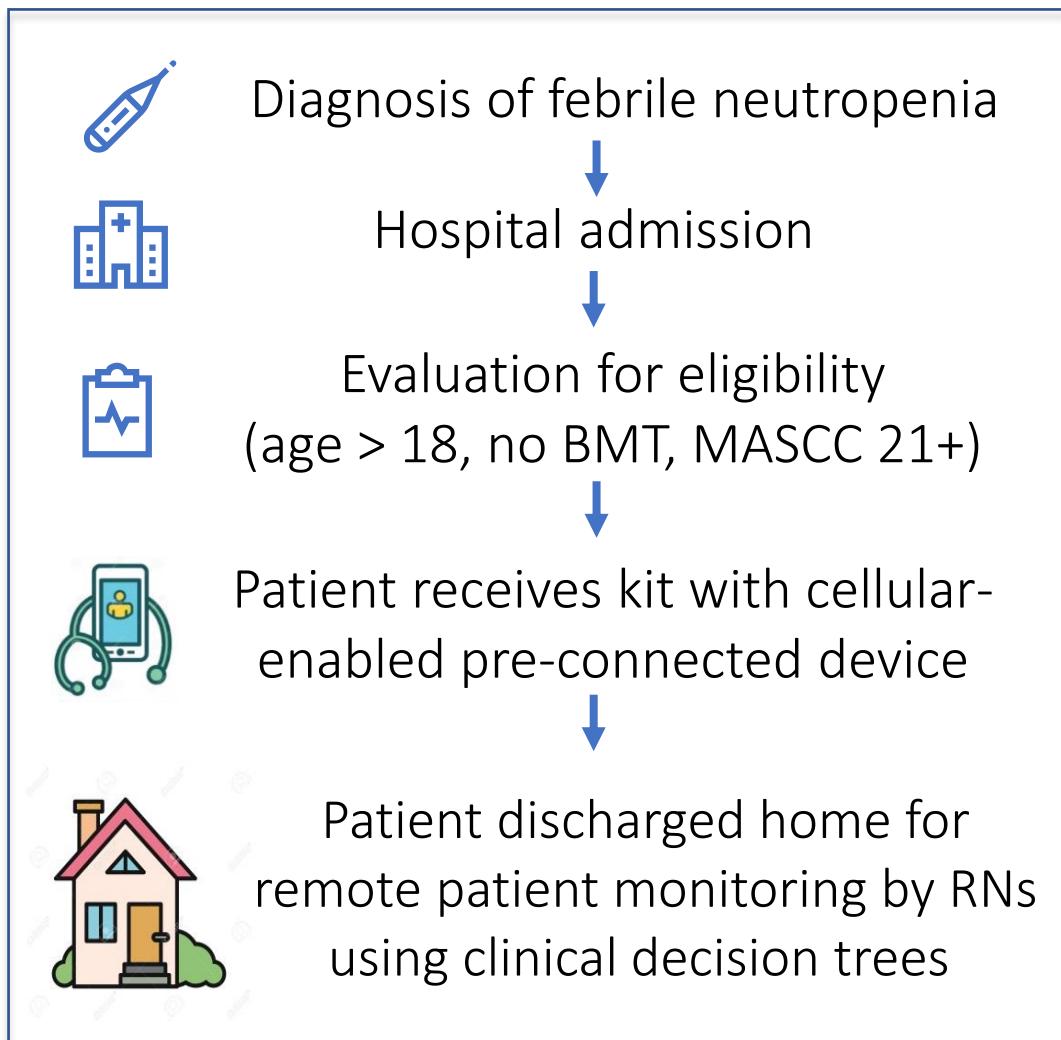 Diagnosis of febrile neutropenia
Hospital admission
Evaluation for eligibility
(age > 18, no BMT, MASCC 21+)
Patient receives kit with cellular-
enabled pre-connected device
Patient discharged home for
remote patient monitoring by RNs
using clinical decision trees